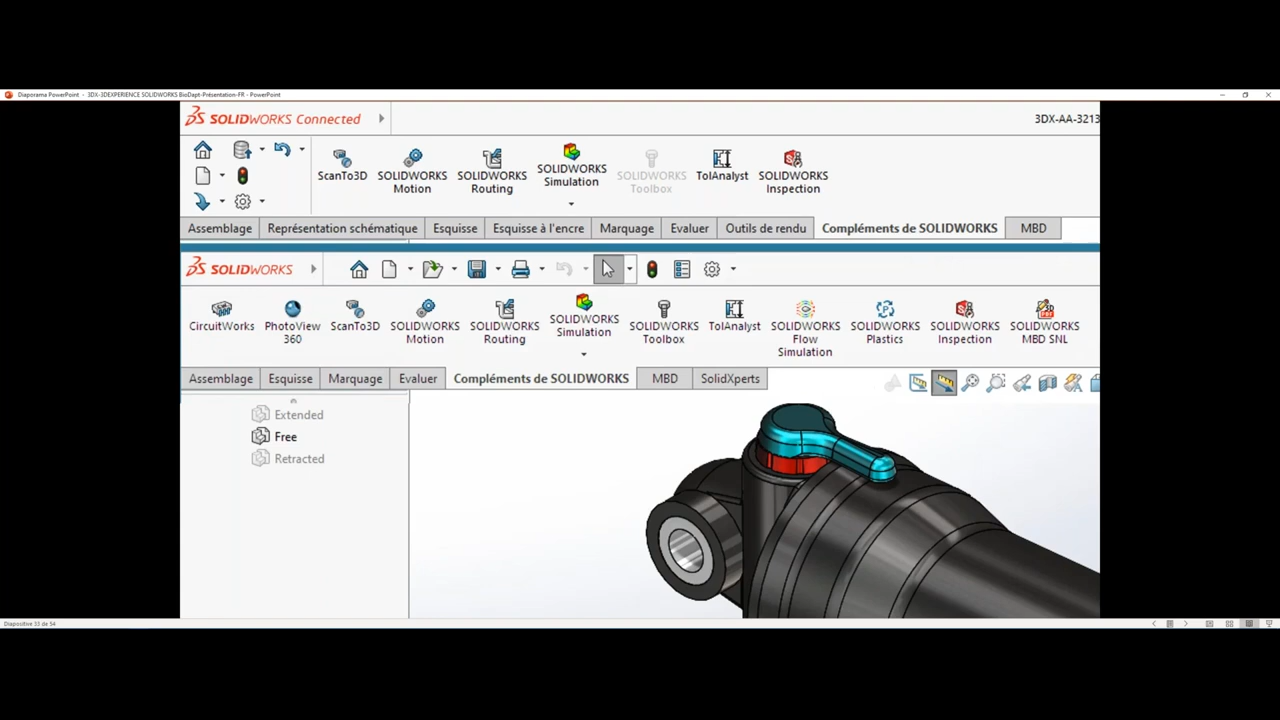 Diaporama PowerPoint - 3DX-3DEXPERIENCE SOLIDWORKS BioDapt-Présentation-FR - PowerPoint
SOLIDWORKS Connected
3DX-AA-3213
ScanTo3D
SOLIDWORKS
Motion
SOLIDWORKS
Routing
SOLIDWORKS
Simulation
SOLIDWORKS
Toolbox
TolAnalyst
SOLIDWORKS
Inspection
Assemblage
Représentation schématique
Esquisse
Esquisse à l'encre
Marquage
Evaluer
Outils de rendu
Compléments de SOLIDWORKS
MBD
SOLIDWORKS
CircuitWorks
PhotoView
360
ScanTo3D
SOLIDWORKS
Motion
SOLIDWORKS
Routing
SOLIDWORKS
Simulation
SOLIDWORKS
Toolbox
TolAnalyst
SOLIDWORKS
Flow
Simulation
SOLIDWORKS
Plastics
SOLIDWORKS
Inspection
SOLIDWORKS
MBD SNL
Assemblage
Esquisse
Marquage
Evaluer
Compléments de SOLIDWORKS
MBD
SolidXperts
Extended
Free
Retracted
Diapositive 33 de 54